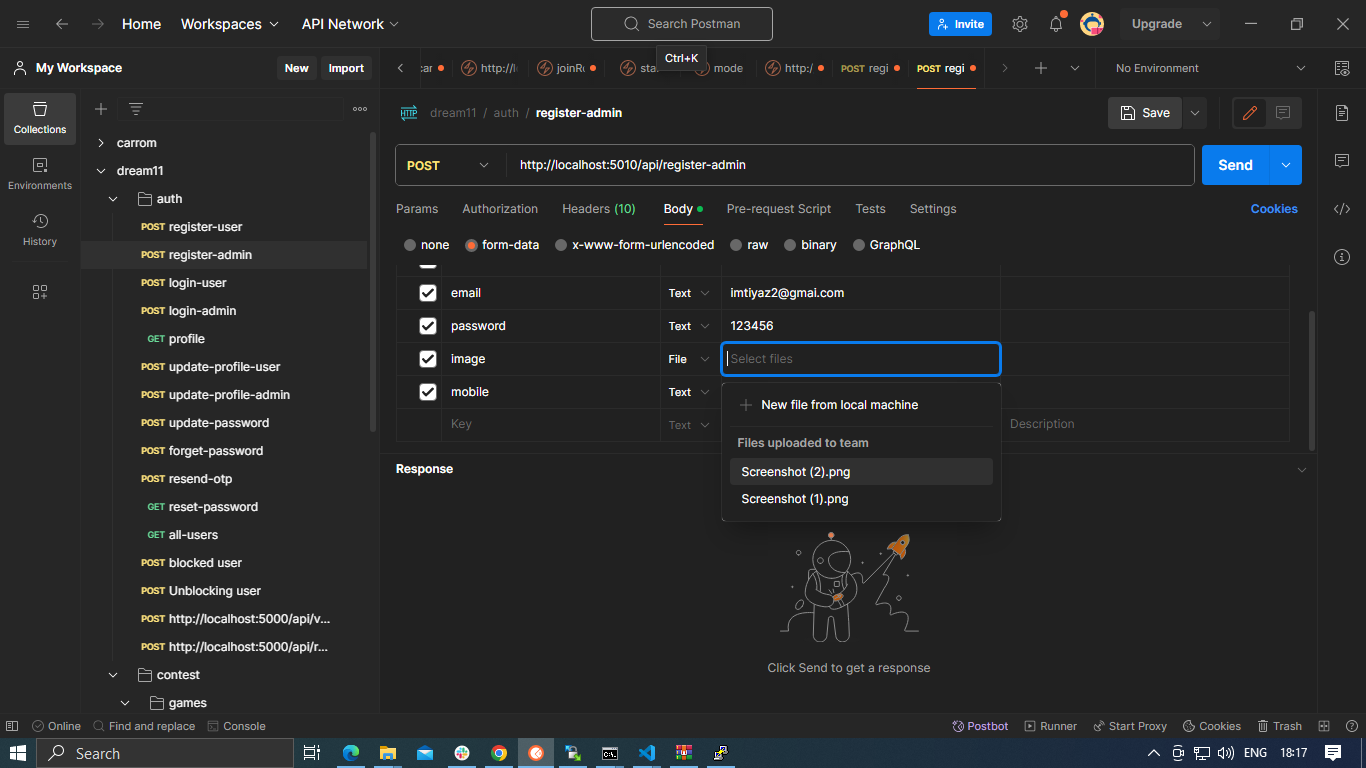 Home Workspaces API Network Search Postman Invite Upgrade
Ctrl+K
My Workspace New Import
http://l joinR mode http:/ POST regi POST regi No Environment
Collections
Environments
History
carrom
dream11
auth
POST register-user
POST register-admin
POST login-user
POST login-admin
GET profile
POST update-profile-user
POST update-profile-admin
POST update-password
POST forget-password
POST resend-otp
GET reset-password
GET all-users
POST blocked user
POST Unblocking user
POST http://localhost:5000/api/v...
POST http://localhost:5000/api/r...
contest
games
HTTP dream11 / auth / register-admin Save
POST http://localhost:5010/api/register-admin Send
Params Authorization Headers (10) Body Pre-request Script Tests Settings Cookies
none form-data x-www-form-urlencoded raw binary GraphQL
email Text imtiyaz2@gmai.com
password Text 123456
image File Select files
mobile Text
Key Text Description
New file from local machine
Files uploaded to team
Screenshot (2).png
Screenshot (1).png
Response
Click Send to get a response
Online Find and replace Console Postbot Runner Start Proxy Cookies Trash
Search ENG 18:17